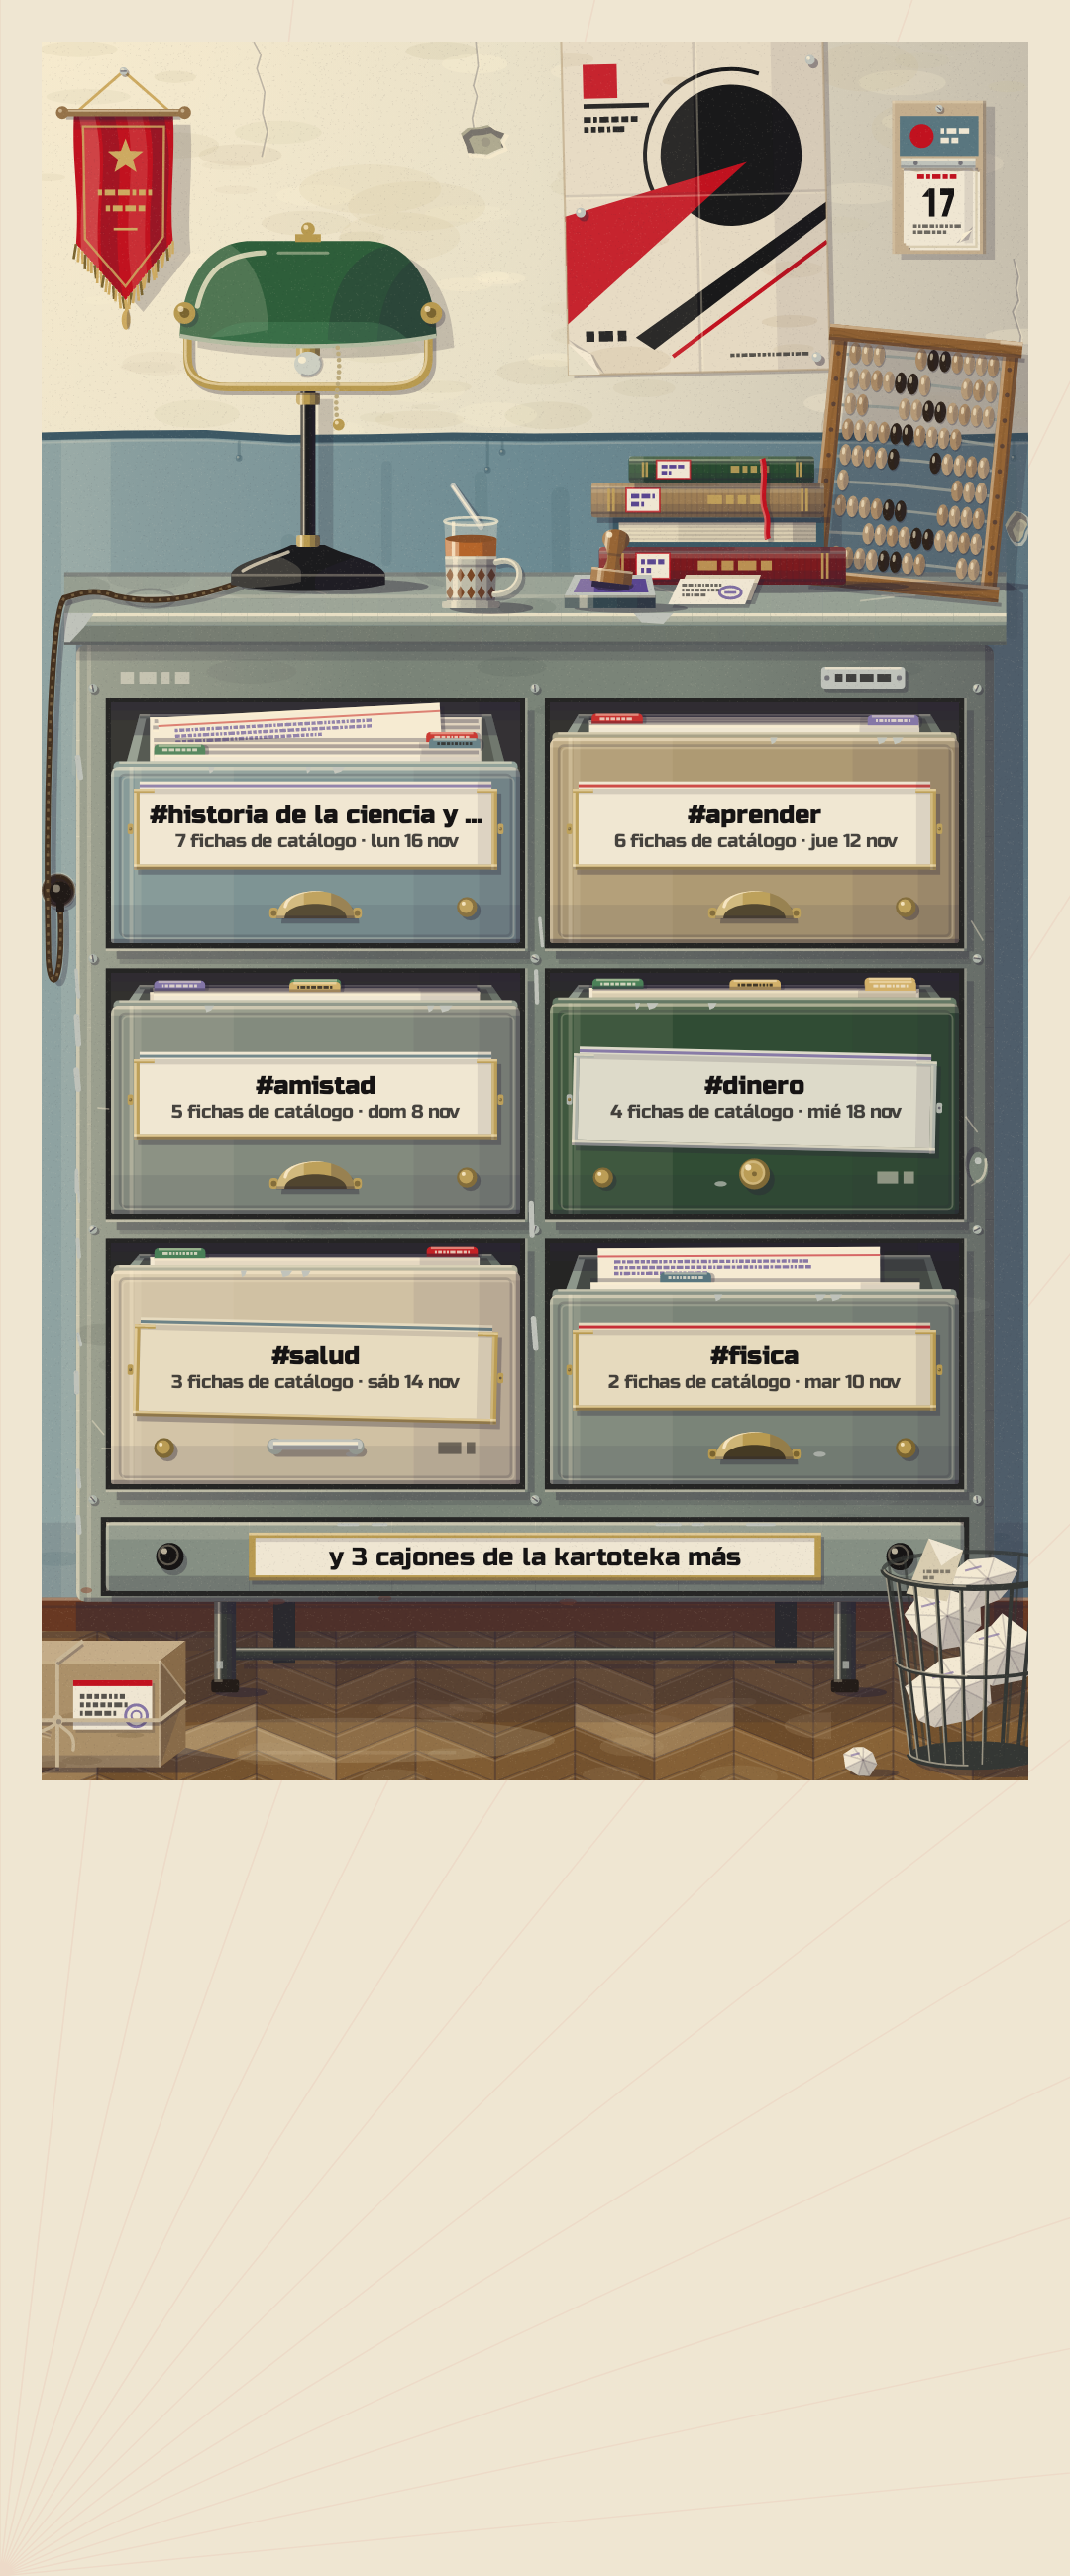 17
#historia de la ciencia y ...
7 fichas de catálogo · lun 16 nov
#aprender
6 fichas de catálogo · jue 12 nov
#amistad
5 fichas de catálogo · dom 8 nov
#dinero
4 fichas de catálogo · mié 18 nov
#salud
3 fichas de catálogo · sáb 14 nov
#fisica
2 fichas de catálogo · mar 10 nov
y 3 cajones de la kartoteka más